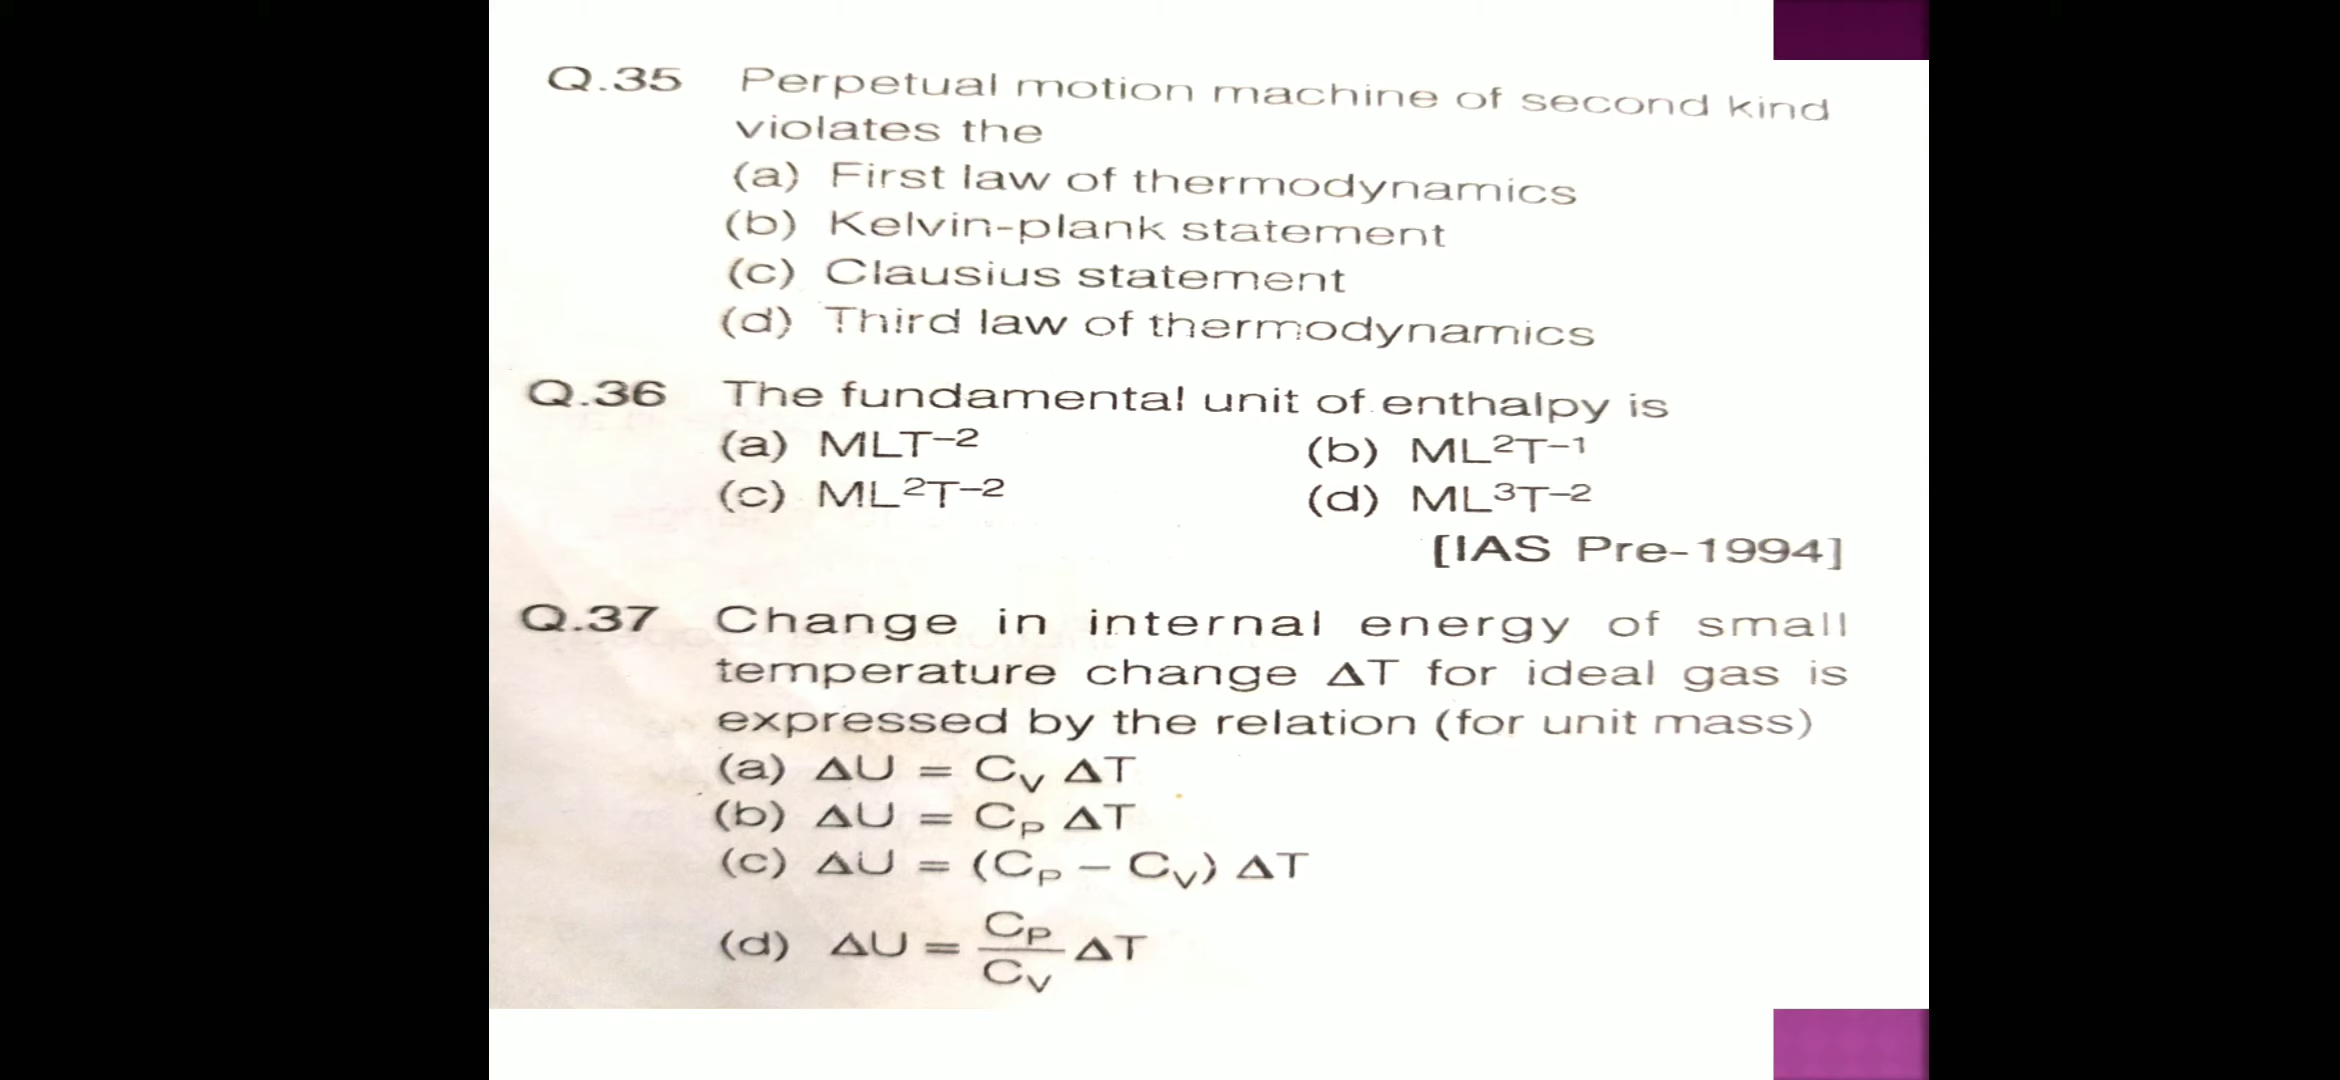 Q.35 Perpetual motion machine of second kind
violates the
(a) First law of thermodynamics
(b) Kelvin-plank statement
(c) Clausius statement
(d) Third law of thermodynamics
Q.36 The fundamental unit of enthalpy is
(a) MLT⁻² (b) ML²T⁻¹
(c) ML²T⁻² (d) ML³T⁻²
[IAS Pre-1994]
Q.37 Change in internal energy of small
temperature change ΔT for ideal gas is
expressed by the relation (for unit mass)
(a) ΔU = Cv ΔT
(b) ΔU = Cp ΔT
(c) ΔU = (Cp – Cv) ΔT
(d) ΔU = Cp/Cv ΔT